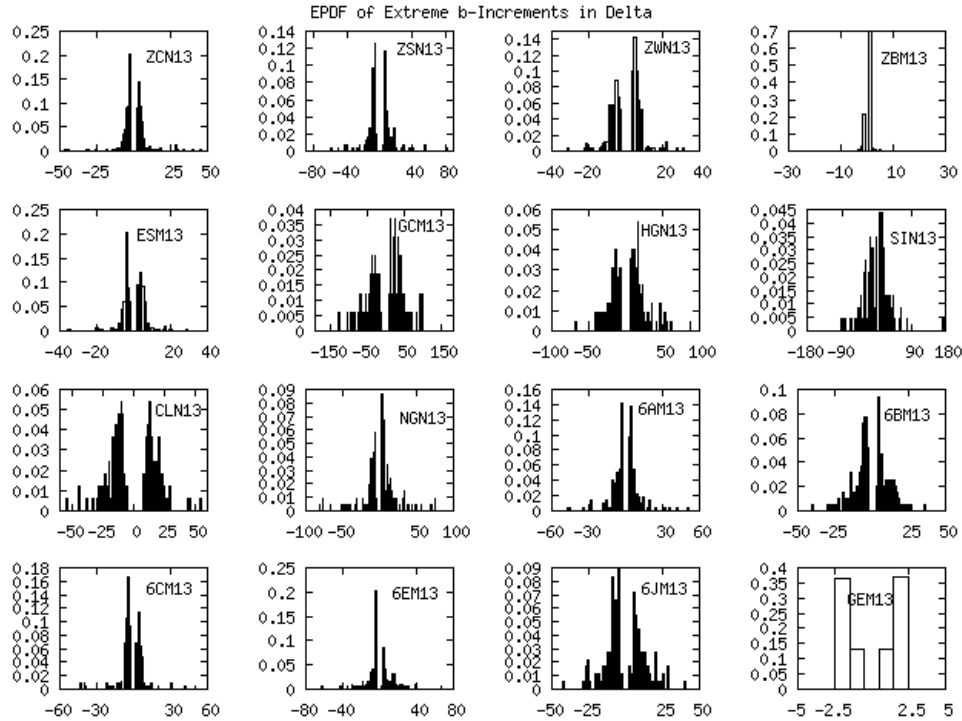 EPDF of Extreme b-Increments in Delta
0.25 0.2 0.15 0.1 0.05 0
ZCN13
-50 -25 25 50
0.14 0.12 0.1 0.08 0.06 0.04 0.02 0
ZSN13
-80 -40 40 80
0.14 0.12 0.1 0.08 0.06 0.04 0.02 0
ZWN13
-40 -20 20 40
0.7 0.6 0.5 0.4 0.3 0.2 0.1 0
ZBM13
-30 -10 10 30
0.25 0.2 0.15 0.1 0.05 0
ESM13
-40 -20 20 40
0.04 0.035 0.03 0.025 0.02 0.015 0.01 0.005 0
GCM13
-150 -50 50 150
0.06 0.05 0.04 0.03 0.02 0.01 0
HGN13
-100 -50 50 100
0.045 0.04 0.035 0.03 0.025 0.02 0.015 0.01 0.005 0
SIN13
-180 -90 90 180
0.06 0.05 0.04 0.03 0.02 0.01 0
CLN13
-50 -25 0 25 50
0.09 0.08 0.07 0.06 0.05 0.04 0.03 0.02 0.01 0
NGN13
-100 -50 50 100
0.16 0.14 0.12 0.1 0.08 0.06 0.04 0.02 0
6AM13
-60 -30 30 60
0.1 0.08 0.06 0.04 0.02 0
6BM13
-50 -25 25 50
0.18 0.16 0.14 0.12 0.1 0.08 0.06 0.04 0.02 0
6CM13
-60 -30 30 60
0.25 0.2 0.15 0.1 0.05 0
6EM13
-80 -40 40 80
0.09 0.08 0.07 0.06 0.05 0.04 0.03 0.02 0.01 0
6JM13
-50 -25 25 50
0.4 0.35 0.3 0.25 0.2 0.15 0.1 0.05 0
GEM13
-5 -2.5 2.5 5